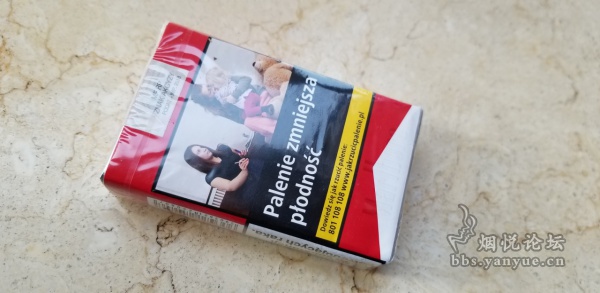 Palenie zmniejsza
płodność
Dowiedz się jak rzucić palenie:
801 108 108 www.jakrzucicpalenie.pl
烟悦论坛
bbs.yanyue.cn